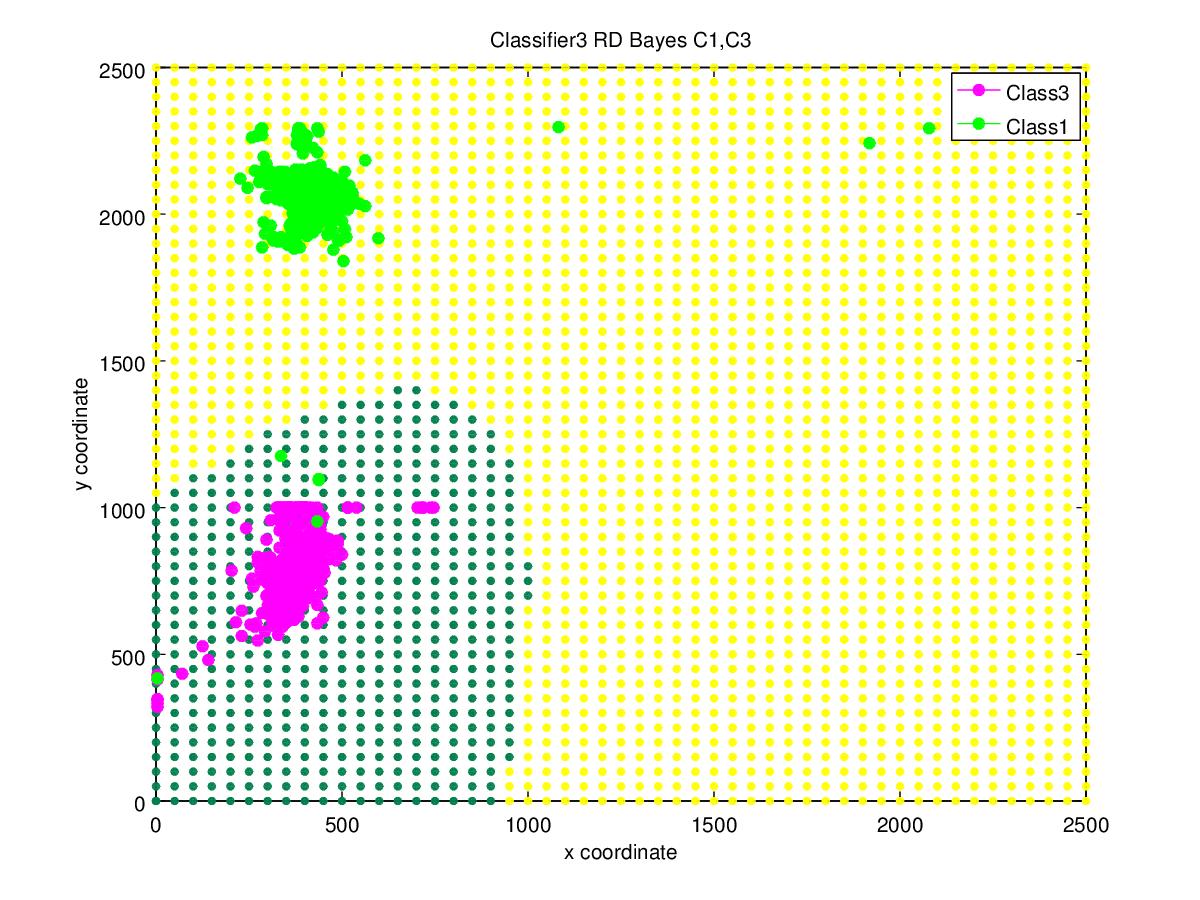 Classifier3 RD Bayes C1,C3
Class3
Class1
2500
2000
1500
1000
500
0
y coordinate
0 500 1000 1500 2000 2500
x coordinate